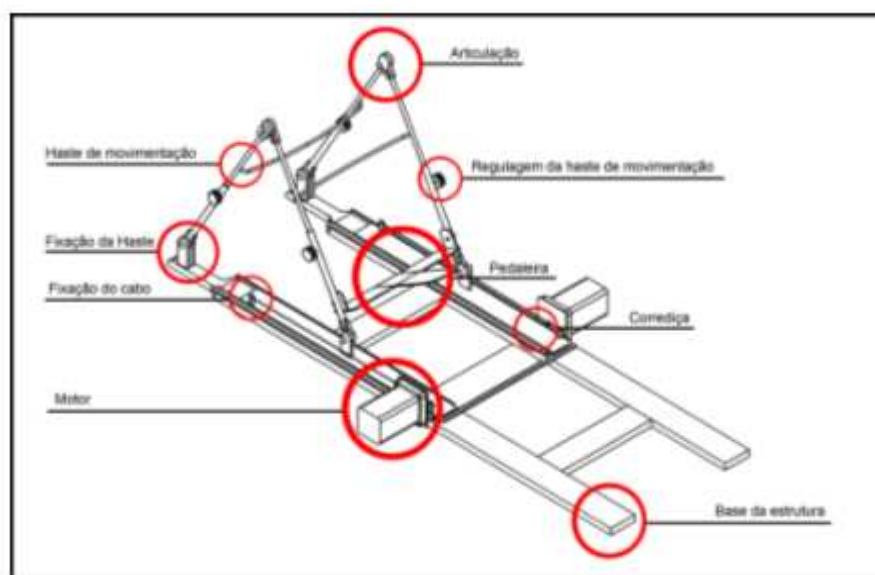 Articulação
Haste de movimentação
Regulagem da haste de movimentação
Fixação da Haste
Pedaleira
Fixação do cabo
Corrediça
Motor
Base da estrutura